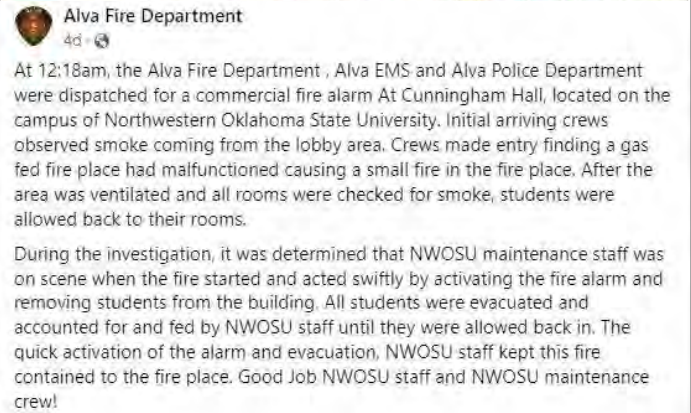 Alva Fire Department
4d
At 12:18am, the Alva Fire Department , Alva EMS and Alva Police Department
were dispatched for a commercial fire alarm At Cunningham Hall, located on the
campus of Northwestern Oklahoma State University. Initial arriving crews
observed smoke coming from the lobby area. Crews made entry finding a gas
fed fire place had malfunctioned causing a small fire in the fire place. After the
area was ventilated and all rooms were checked for smoke, students were
allowed back to their rooms.
During the investigation, it was determined that NWOSU maintenance staff was
on scene when the fire started and acted swiftly by activating the fire alarm and
removing students from the building. All students were evacuated and
accounted for and fed by NWOSU staff until they were allowed back in. The
quick activation of the alarm and evacuation, NWOSU staff kept this fire
contained to the fire place. Good Job NWOSU staff and NWOSU maintenance
crew!